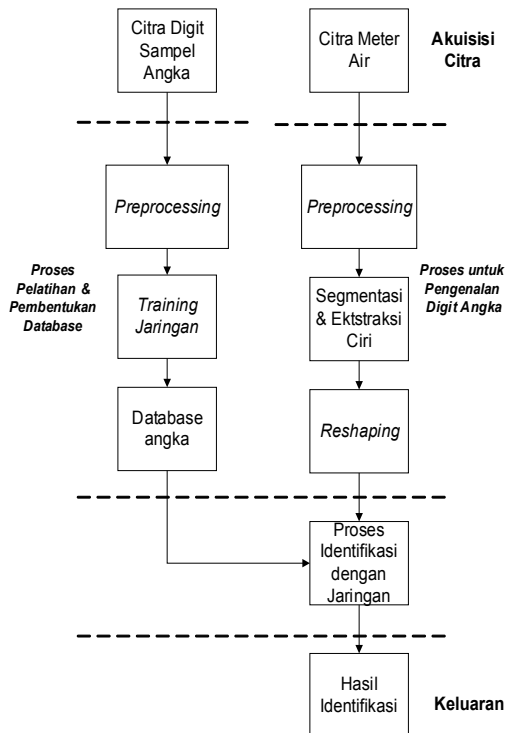 Citra Digit
Sampel
Angka
Citra Meter
Air
Akuisisi
Citra
Preprocessing
Preprocessing
Proses
Pelatihan &
Pembentukan
Database
Training
Jaringan
Segmentasi
& Ektstraksi
Ciri
Proses untuk
Pengenalan
Digit Angka
Database
angka
Reshaping
Proses
Identifikasi
dengan
Jaringan
Hasil
Identifikasi
Keluaran